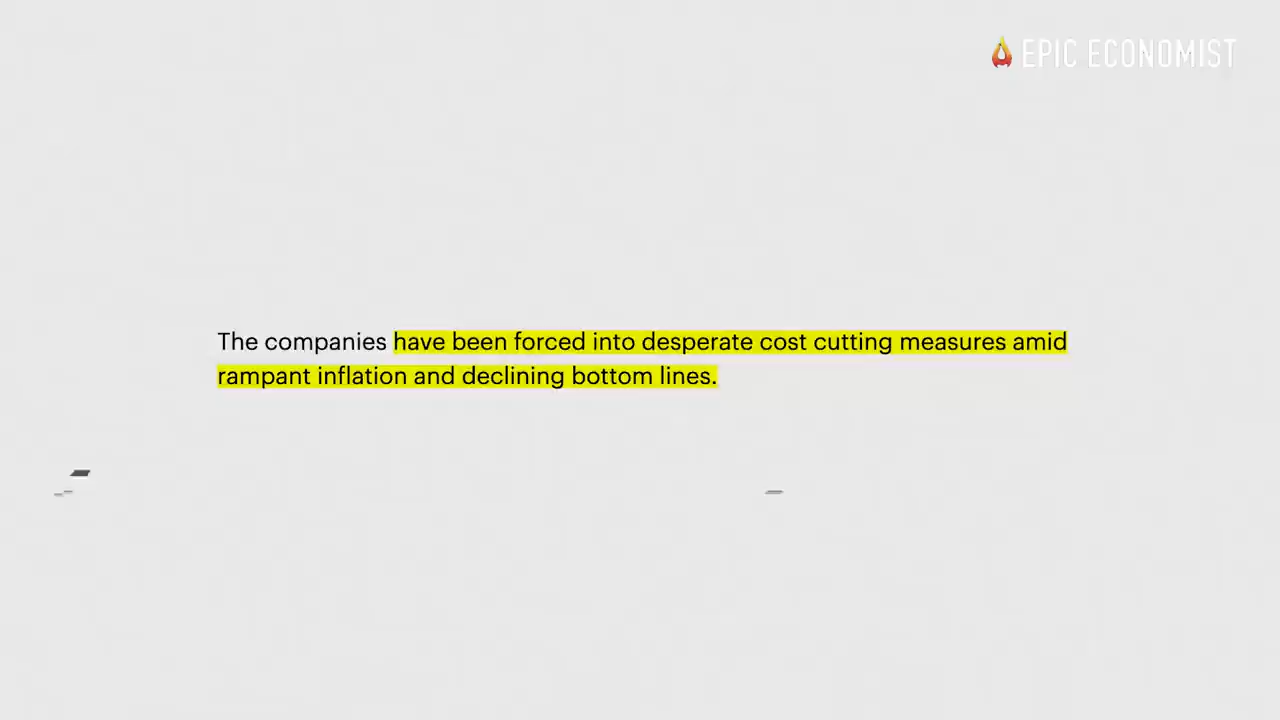 EPIC ECONOMIST
The companies have been forced into desperate cost cutting measures amid
rampant inflation and declining bottom lines.